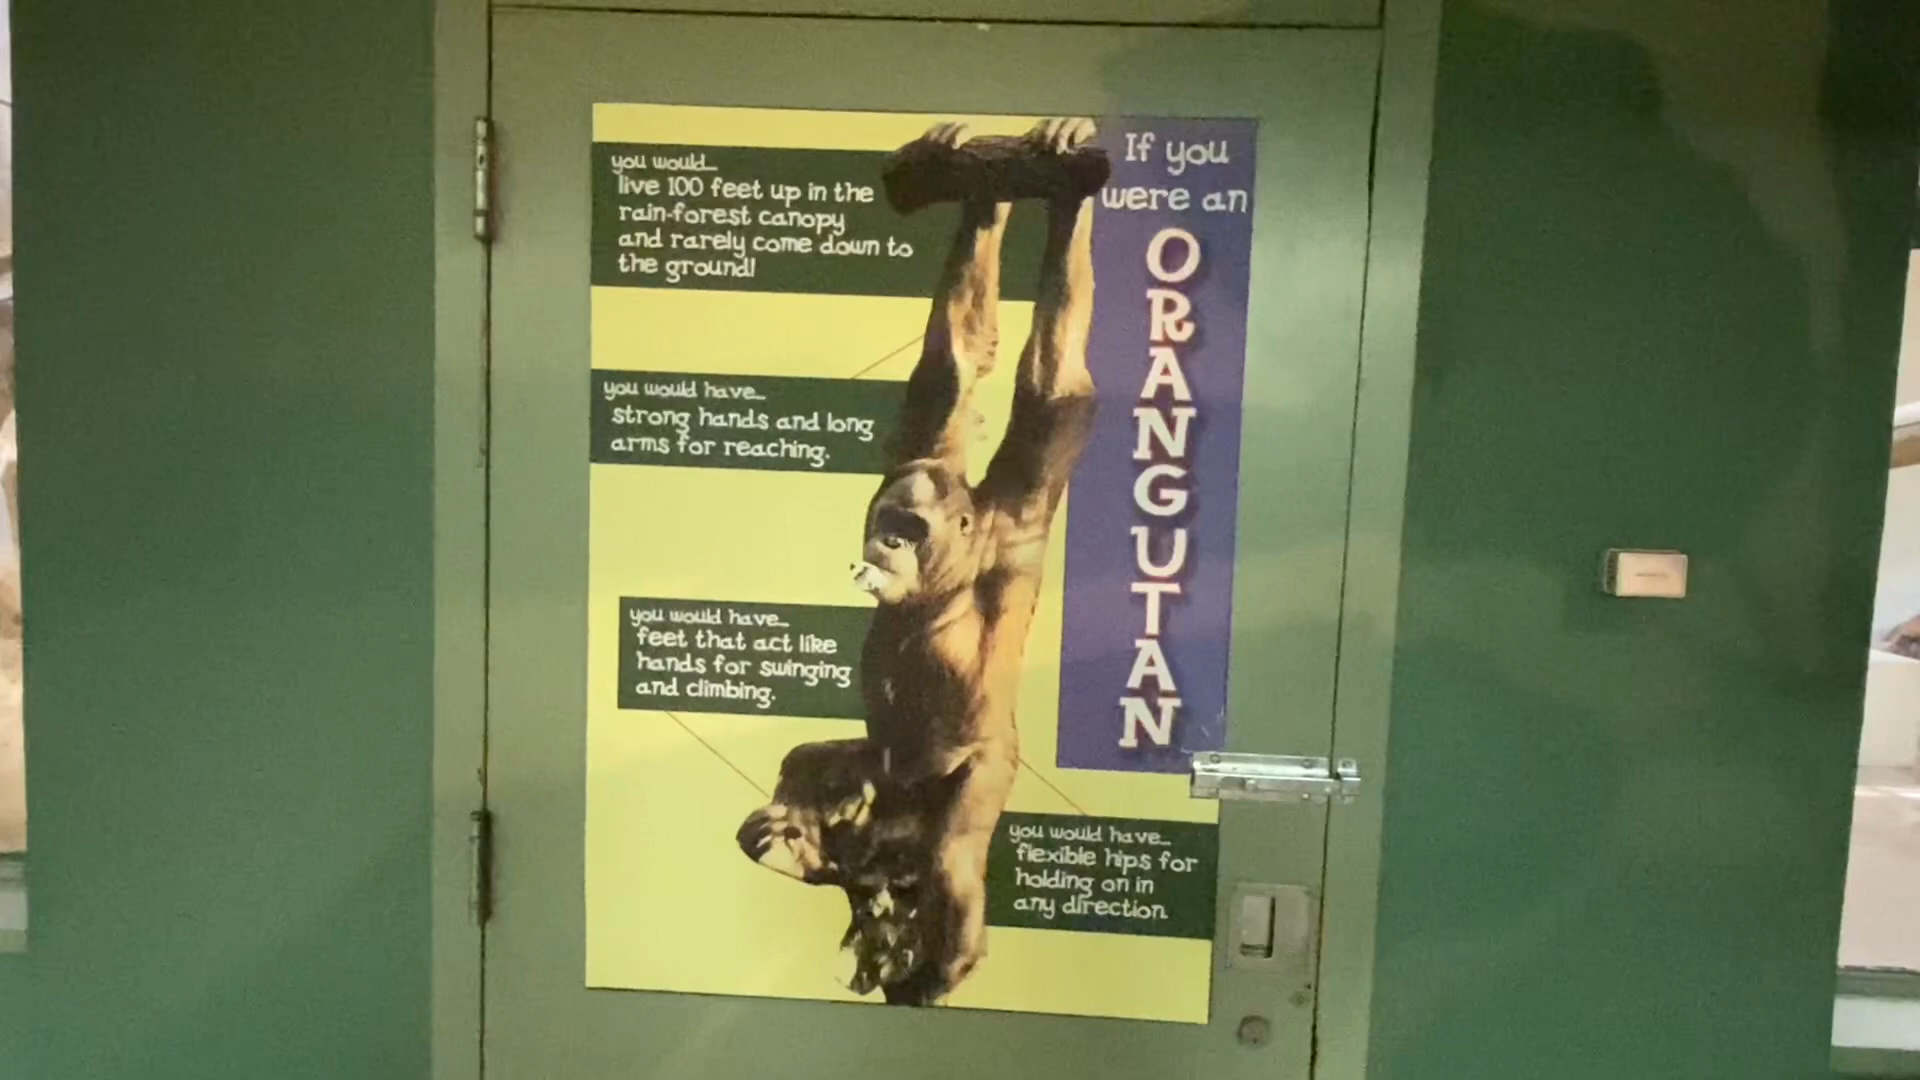 If you
were an
ORANGUTAN
you would...
live 100 feet up in the
rain-forest canopy
and rarely come down to
the ground!
you would have...
strong hands and long
arms for reaching.
you would have...
feet that act like
hands for swinging
and climbing.
you would have...
flexible hips for
holding on in
any direction.